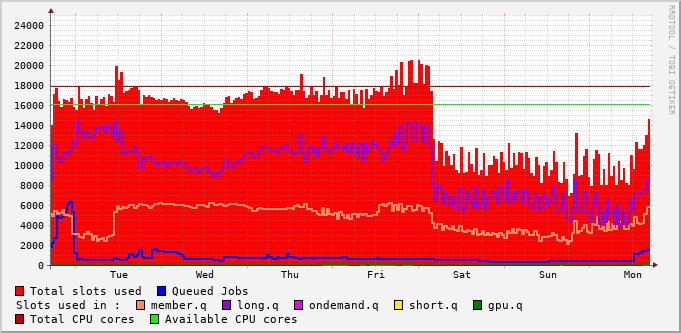 24000
22000
20000
18000
16000
14000
12000
10000
8000
6000
4000
2000
0
Tue Wed Thu Fri Sat Sun Mon
RRDTOOL / TOBI OETIKER
Total slots used Queued Jobs
Slots used in : member.q long.q ondemand.q short.q gpu.q
Total CPU cores Available CPU cores